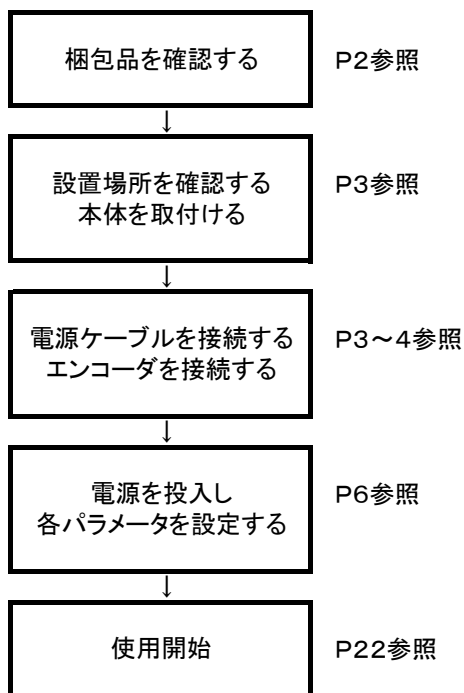 梱包品を確認する P2参照
↓
設置場所を確認する P3参照
本体を取付ける
↓
電源ケーブルを接続する P3～4参照
エンコーダを接続する
↓
電源を投入し P6参照
各パラメータを設定する
↓
使用開始 P22参照